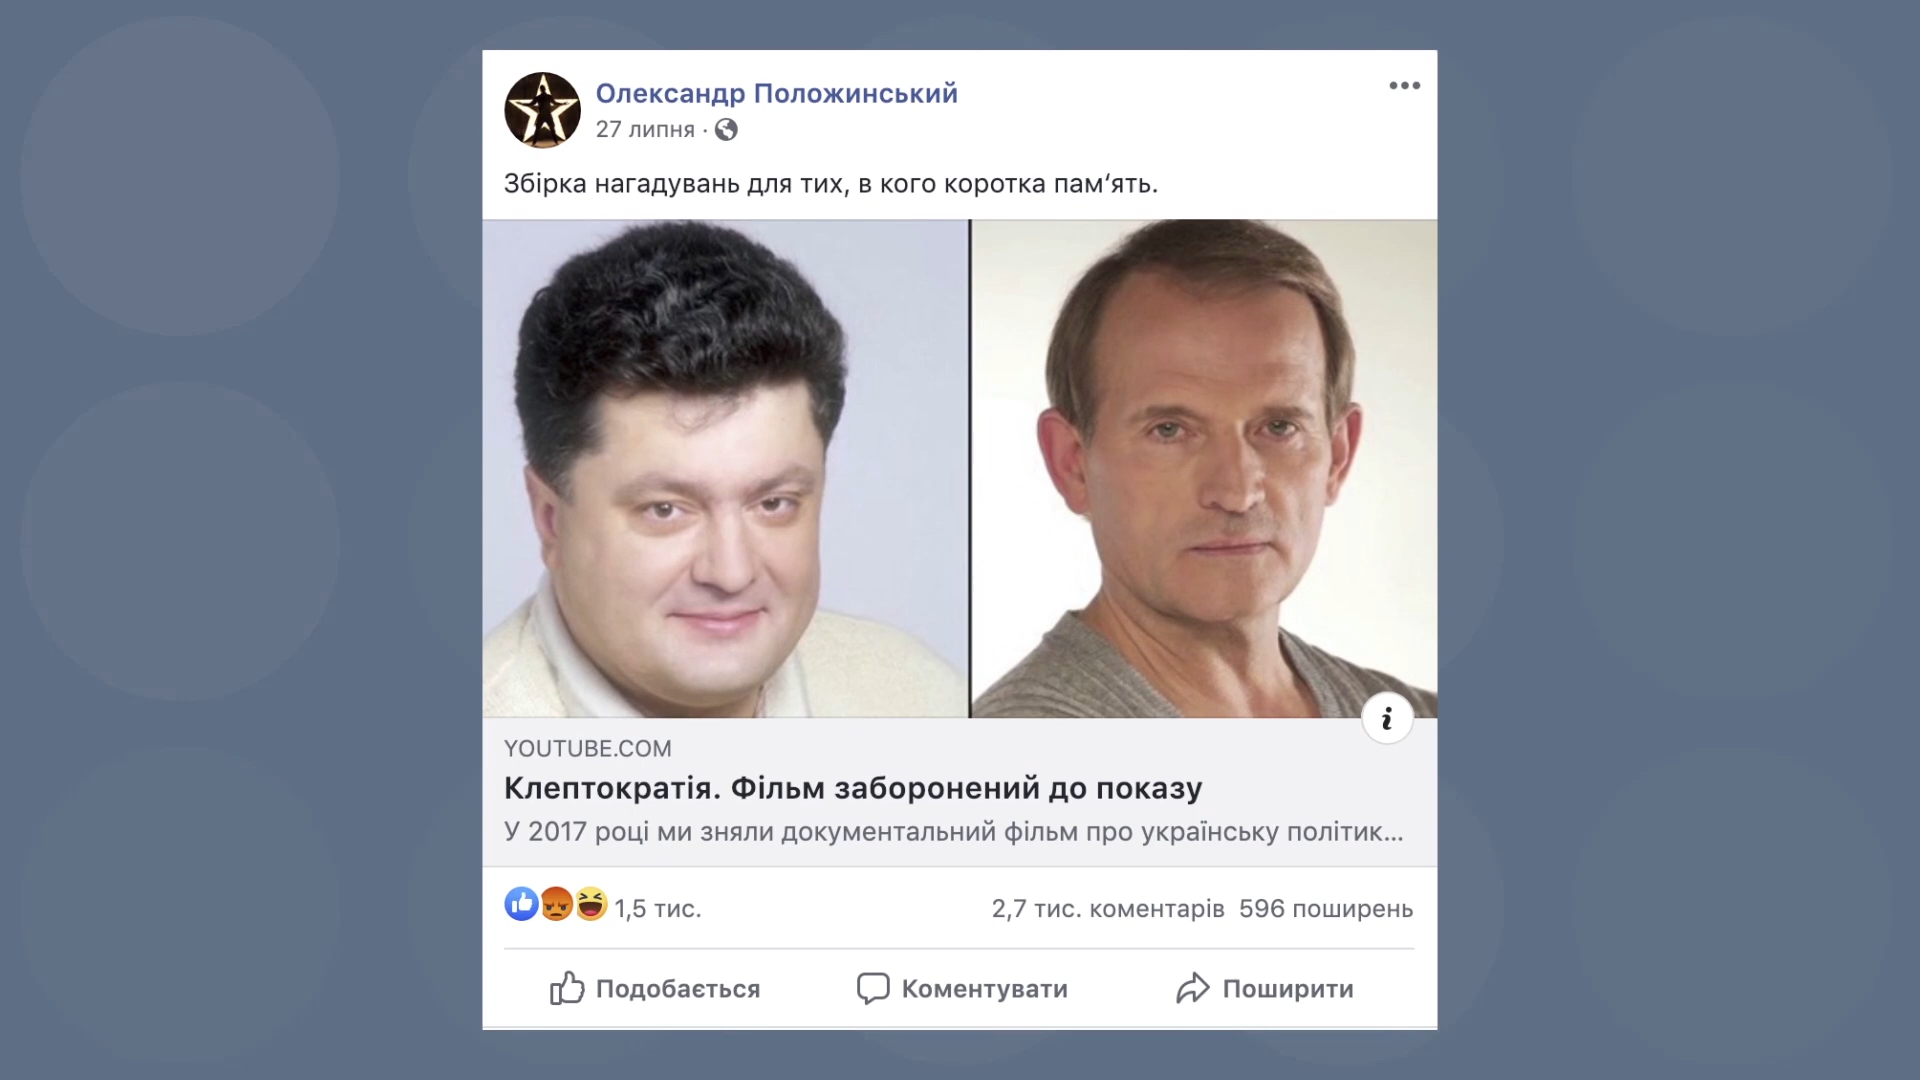 Олександр Положинський
27 липня ·
Збірка нагадувань для тих, в кого коротка пам‘ять.
YOUTUBE.COM
Клептократія. Фільм заборонений до показу
У 2017 році ми зняли документальний фільм про українську політик...
1,5 тис.
2,7 тис. коментарів 596 поширень
Подобається
Коментувати
Поширити